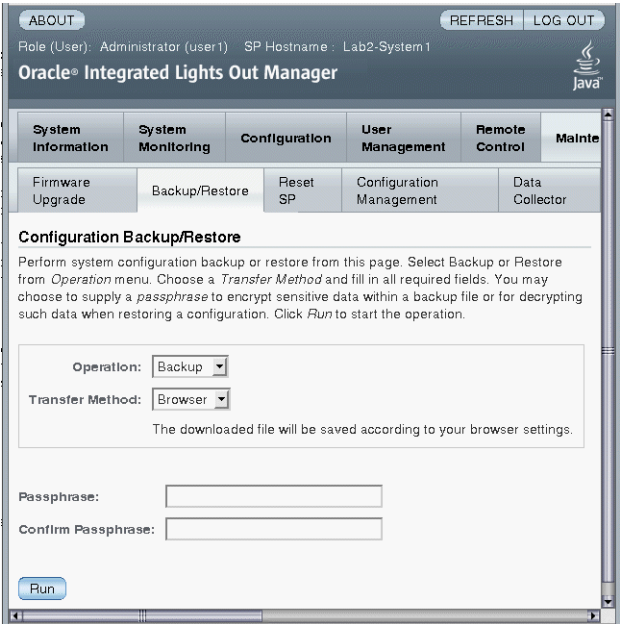 ABOUT REFRESH LOG OUT
Role (User): Administrator (user1) SP Hostname : Lab2-System1
Oracle® Integrated Lights Out Manager
Java™
System Information System Monitoring Configuration User Management Remote Control Mainte
Firmware Upgrade Backup/Restore Reset SP Configuration Management Data Collector
Configuration Backup/Restore
Perform system configuration backup or restore from this page. Select Backup or Restore
from Operation menu. Choose a Transfer Method and fill in all required fields. You may
choose to supply a passphrase to encrypt sensitive data within a backup file or for decrypting
such data when restoring a configuration. Click Run to start the operation.
Operation: Backup
Transfer Method: Browser
The downloaded file will be saved according to your browser settings.
Passphrase:
Confirm Passphrase:
Run